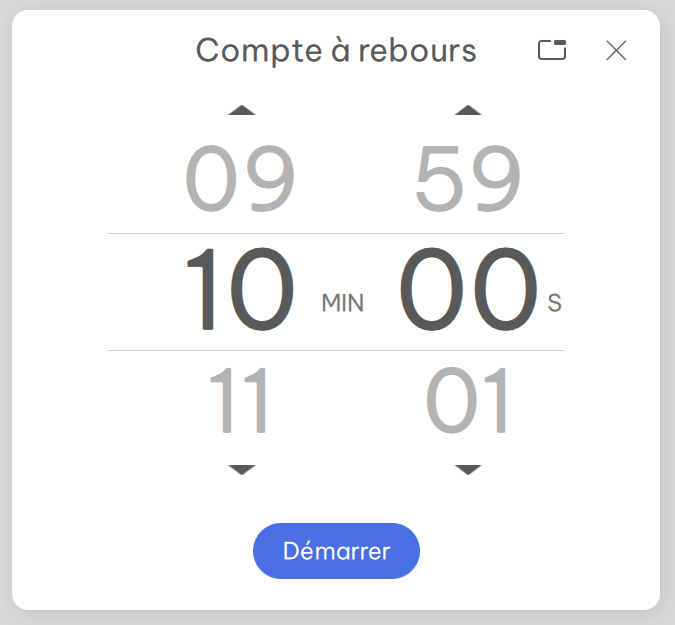 Compte à rebours
09 59
10 MIN 00 S
11 01
Démarrer